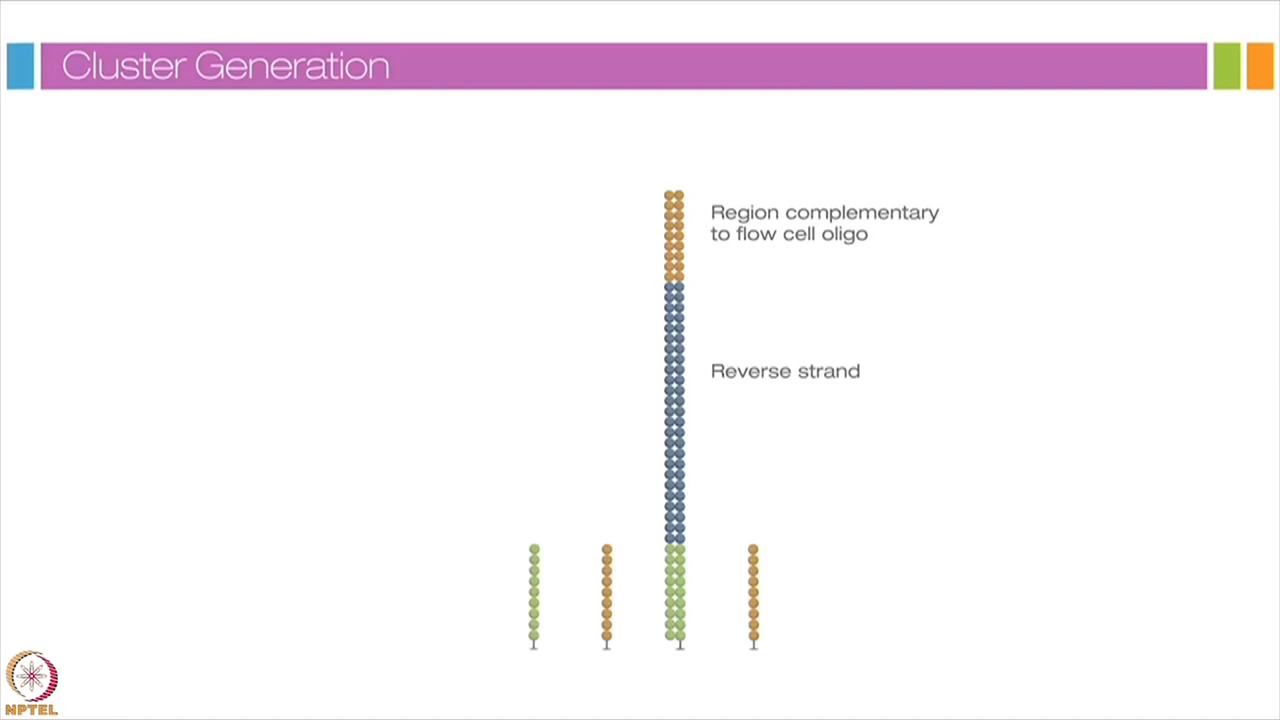 Cluster Generation
Region complementary
to flow cell oligo
Reverse strand
NPTEL